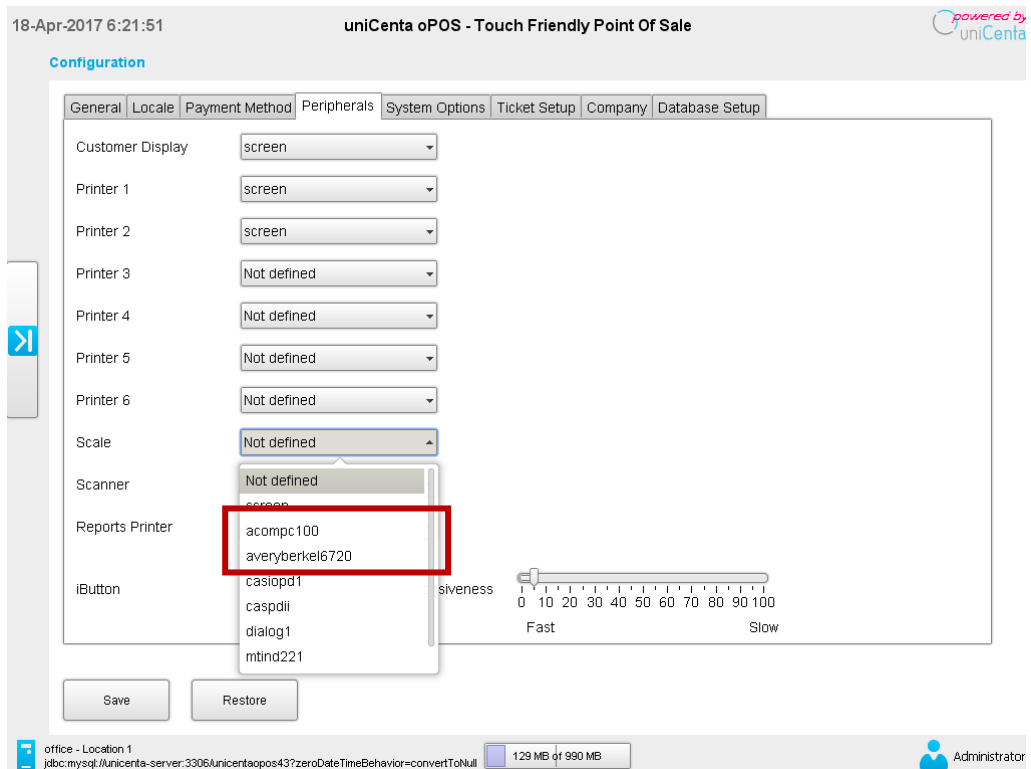 18-Apr-2017 6:21:51 uniCenta oPOS - Touch Friendly Point Of Sale powered by
uniCenta
Configuration
General Locale Payment Method Peripherals System Options Ticket Setup Company Database Setup
Customer Display screen
Printer 1 screen
Printer 2 screen
Printer 3 Not defined
Printer 4 Not defined
Printer 5 Not defined
Printer 6 Not defined
Scale Not defined
Not defined
Scanner
screen
Reports Printer
acompc100
averyberkel6720
iButton
casiopd1
siveness
0 10 20 30 40 50 60 70 80 90 100
caspdii
Fast Slow
dialog1
mtind221
Save Restore
office - Location 1
jdbc:mysql://unicenta-server:3306/unicentaopos43?zeroDateTimeBehavior=convertToNull 129 MB of 990 MB Administrator